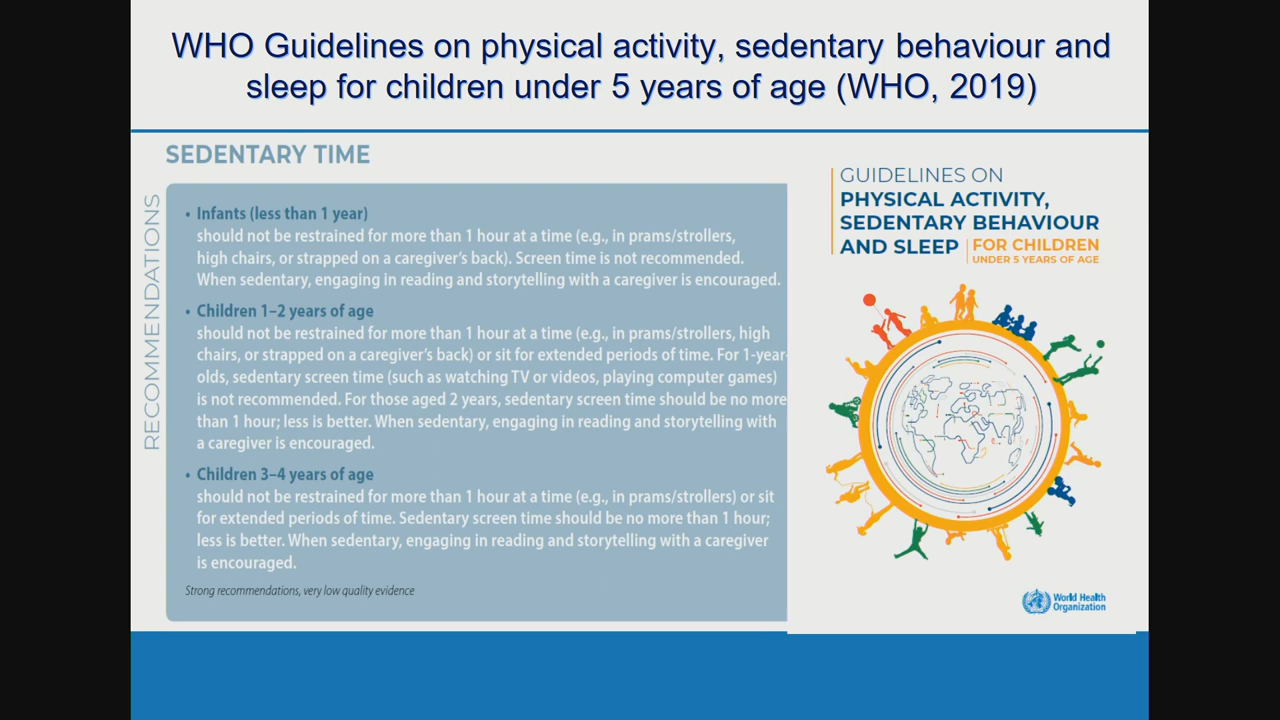 WHO Guidelines on physical activity, sedentary behaviour and
sleep for children under 5 years of age (WHO, 2019)
SEDENTARY TIME
RECOMMENDATIONS
• Infants (less than 1 year)
should not be restrained for more than 1 hour at a time (e.g., in prams/strollers,
high chairs, or strapped on a caregiver's back). Screen time is not recommended.
When sedentary, engaging in reading and storytelling with a caregiver is encouraged.
• Children 1–2 years of age
should not be restrained for more than 1 hour at a time (e.g., in prams/strollers, high
chairs, or strapped on a caregiver's back) or sit for extended periods of time. For 1-year-
olds, sedentary screen time (such as watching TV or videos, playing computer games)
is not recommended. For those aged 2 years, sedentary screen time should be no more
than 1 hour; less is better. When sedentary, engaging in reading and storytelling with
a caregiver is encouraged.
• Children 3–4 years of age
should not be restrained for more than 1 hour at a time (e.g., in prams/strollers) or sit
for extended periods of time. Sedentary screen time should be no more than 1 hour;
less is better. When sedentary, engaging in reading and storytelling with a caregiver
is encouraged.
Strong recommendations, very low quality evidence
GUIDELINES ON
PHYSICAL ACTIVITY,
SEDENTARY BEHAVIOUR
AND SLEEP FOR CHILDREN
UNDER 5 YEARS OF AGE
World Health
Organization